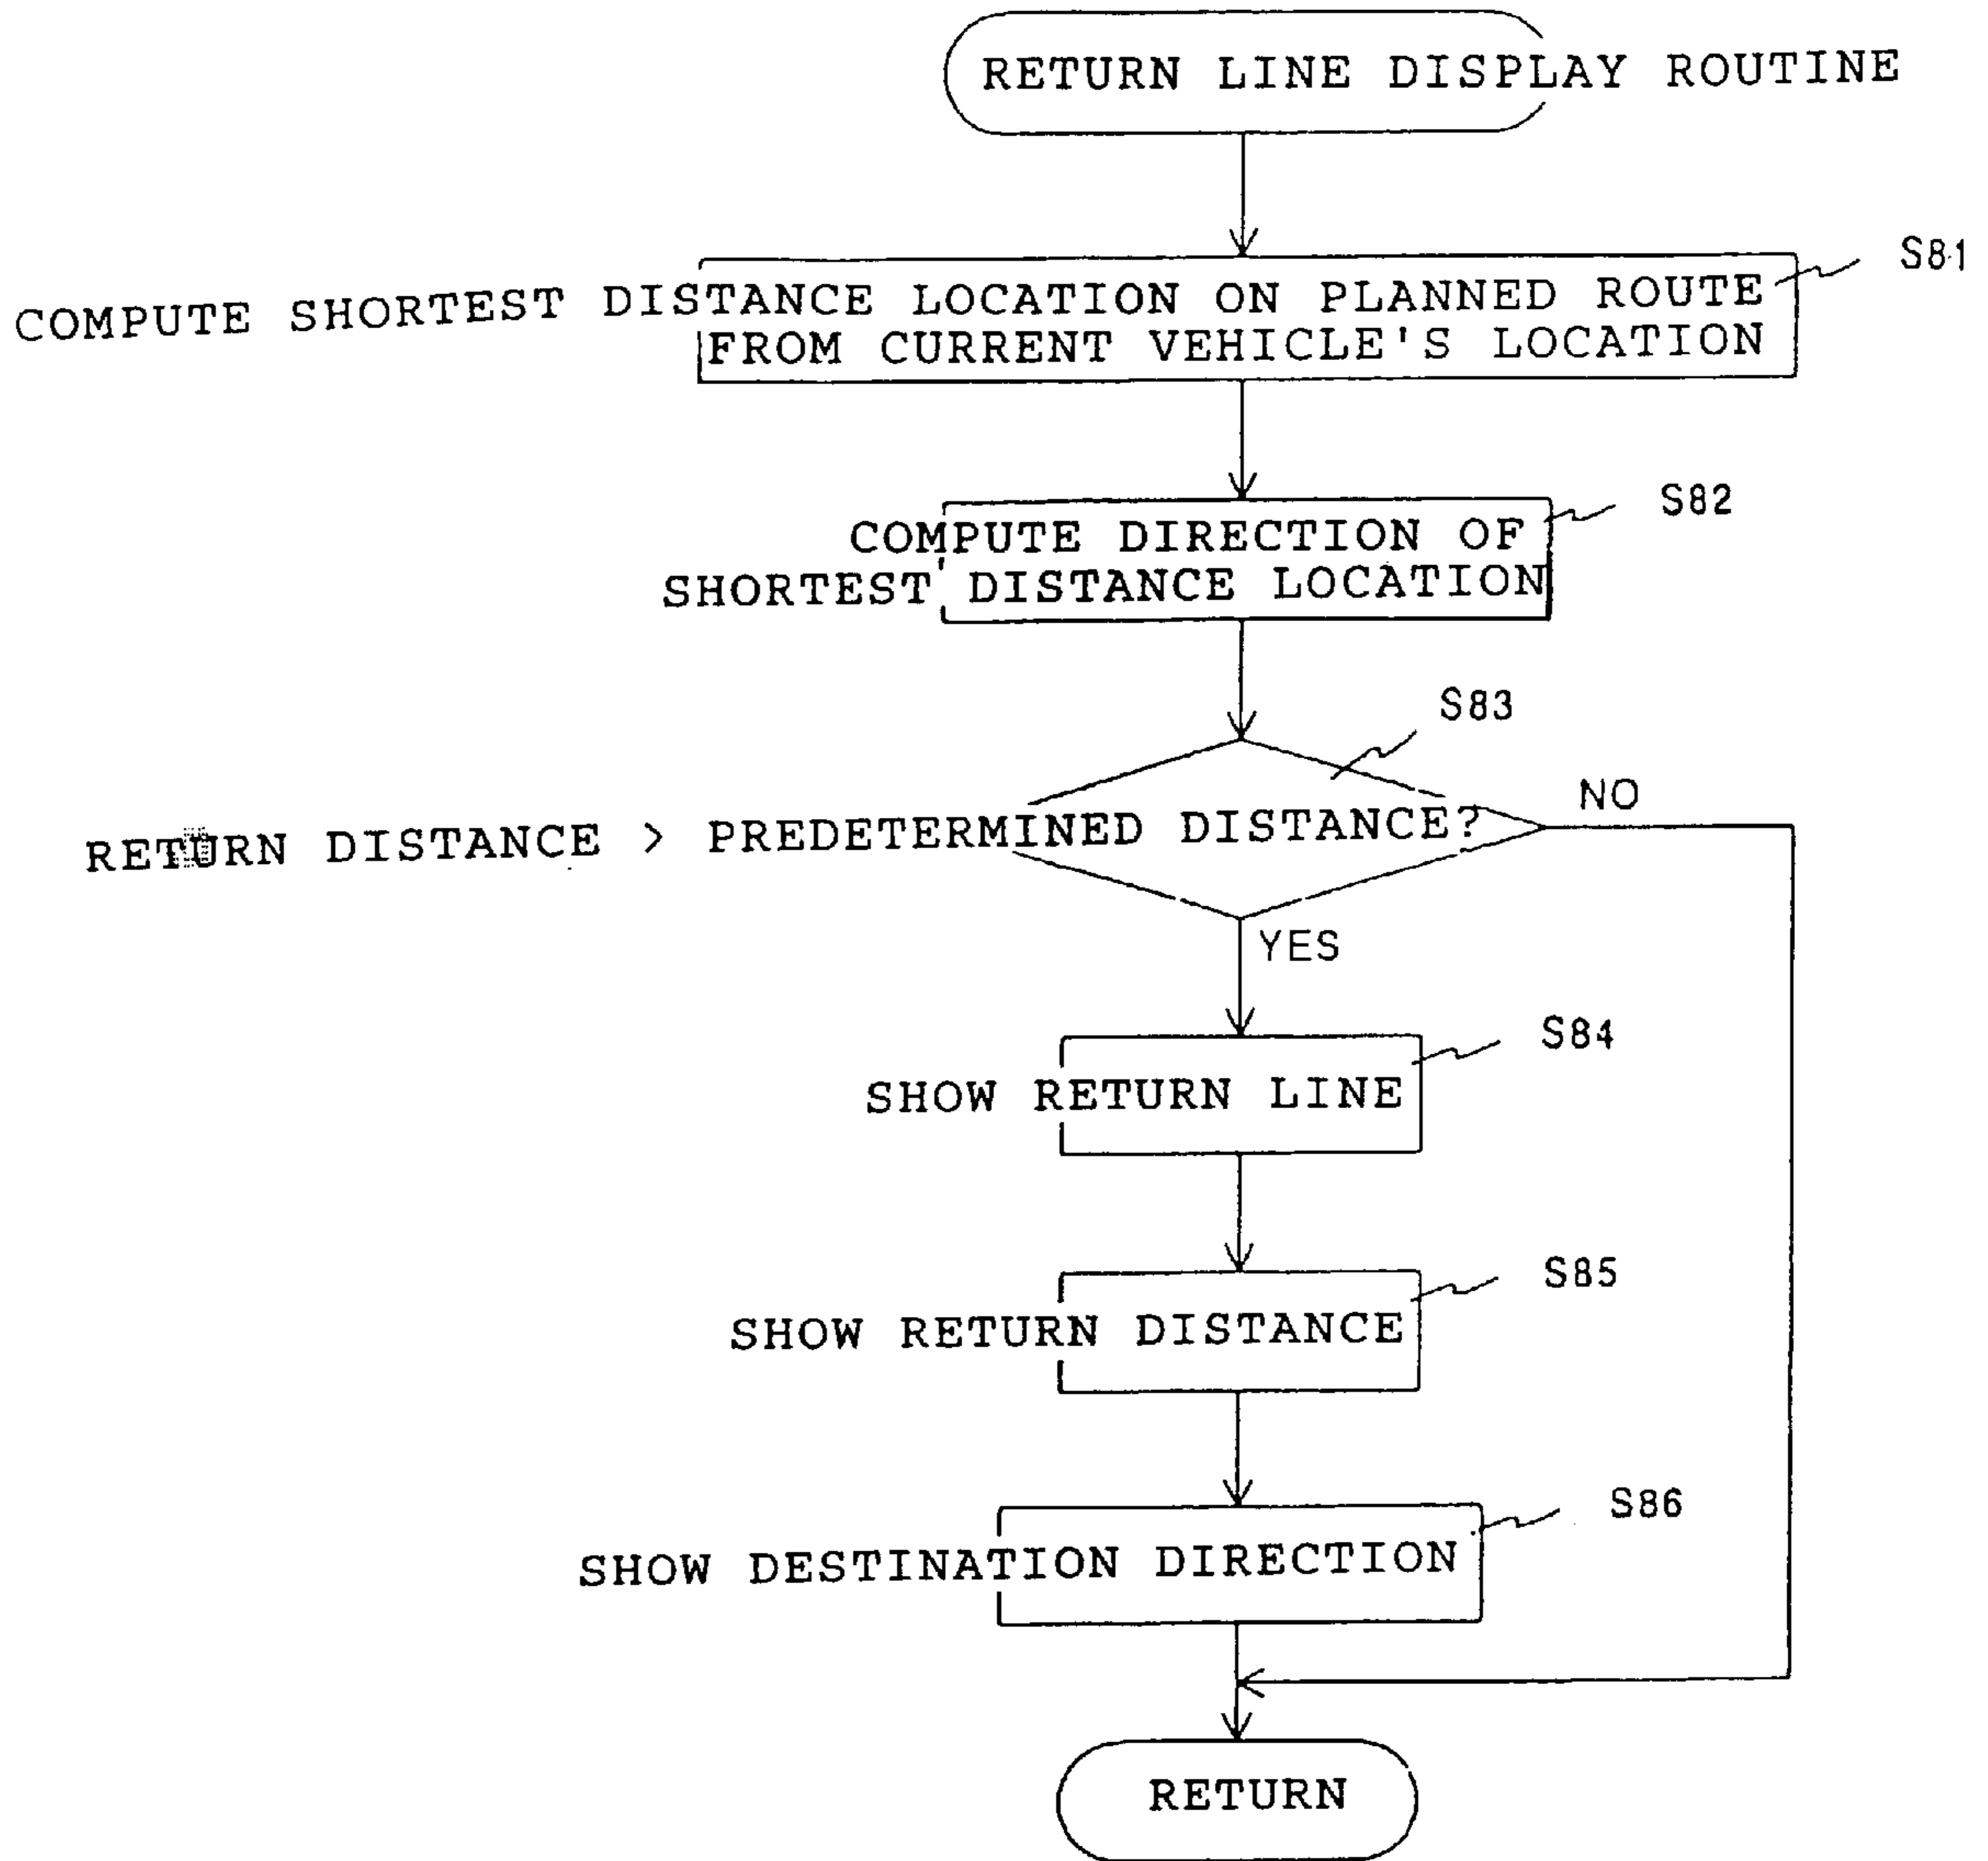 RETURN LINE DISPLAY ROUTINE
S81
COMPUTE SHORTEST DISTANCE LOCATION ON PLANNED ROUTE
FROM CURRENT VEHICLE'S LOCATION
S82
COMPUTE DIRECTION OF
SHORTEST DISTANCE LOCATION
S83
RETURN DISTANCE > PREDETERMINED DISTANCE?
NO
YES
S84
SHOW RETURN LINE
S85
SHOW RETURN DISTANCE
S86
SHOW DESTINATION DIRECTION
RETURN